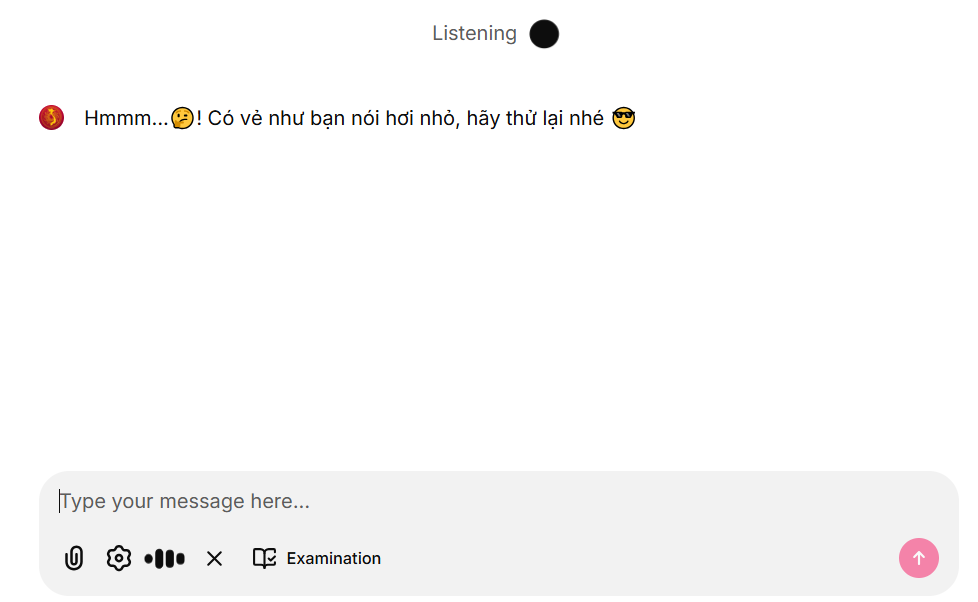 Listening
Hmmm...🤔! Có vẻ như bạn nói hơi nhỏ, hãy thử lại nhé 😎
Type your message here...
Examination